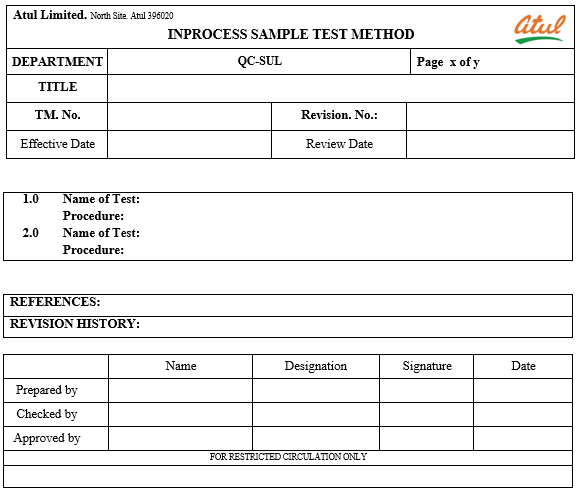 Atul Limited. North Site. Atul 396020
INPROCESS SAMPLE TEST METHOD
atul
DEPARTMENT QC-SUL Page x of y
TITLE
TM. No. Revision. No.:
Effective Date Review Date
1.0 Name of Test:
Procedure:
2.0 Name of Test:
Procedure:
REFERENCES:
REVISION HISTORY:
Name Designation Signature Date
Prepared by
Checked by
Approved by
FOR RESTRICTED CIRCULATION ONLY